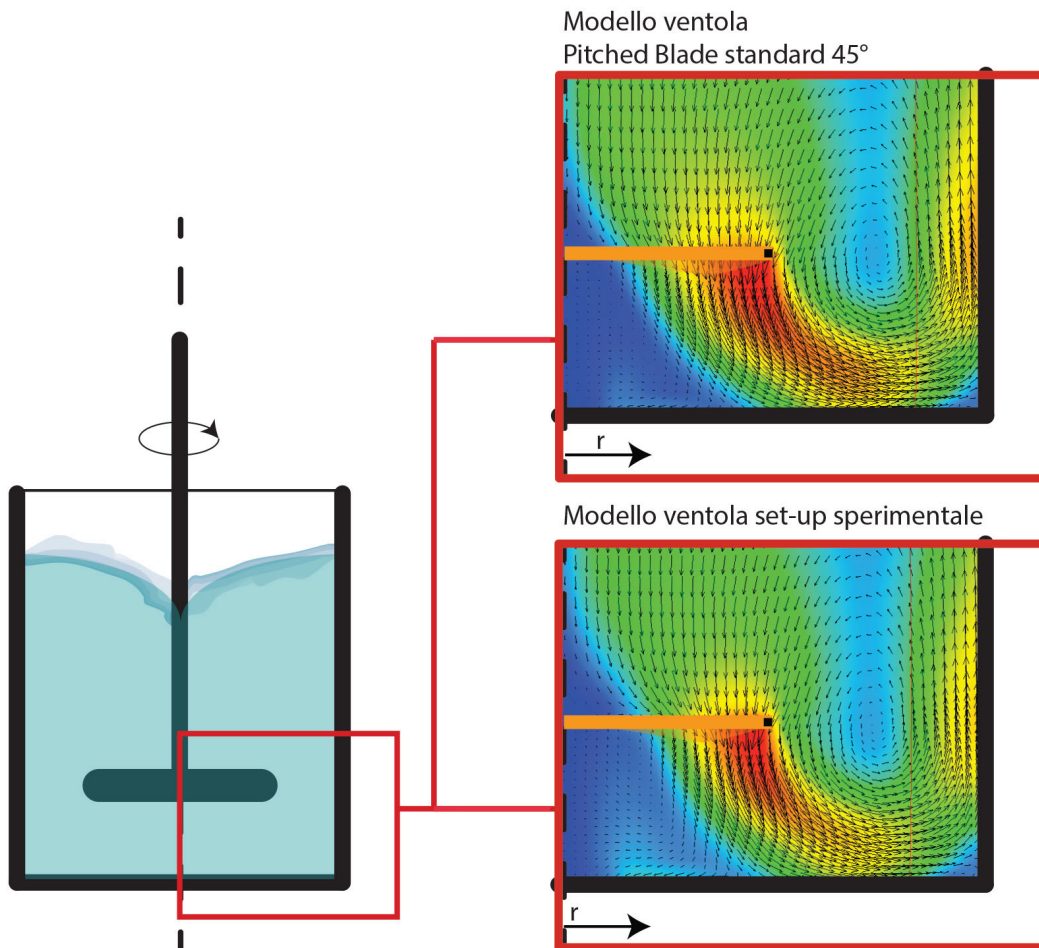 Modello ventola
Pitched Blade standard 45°
r
Modello ventola set-up sperimentale
r